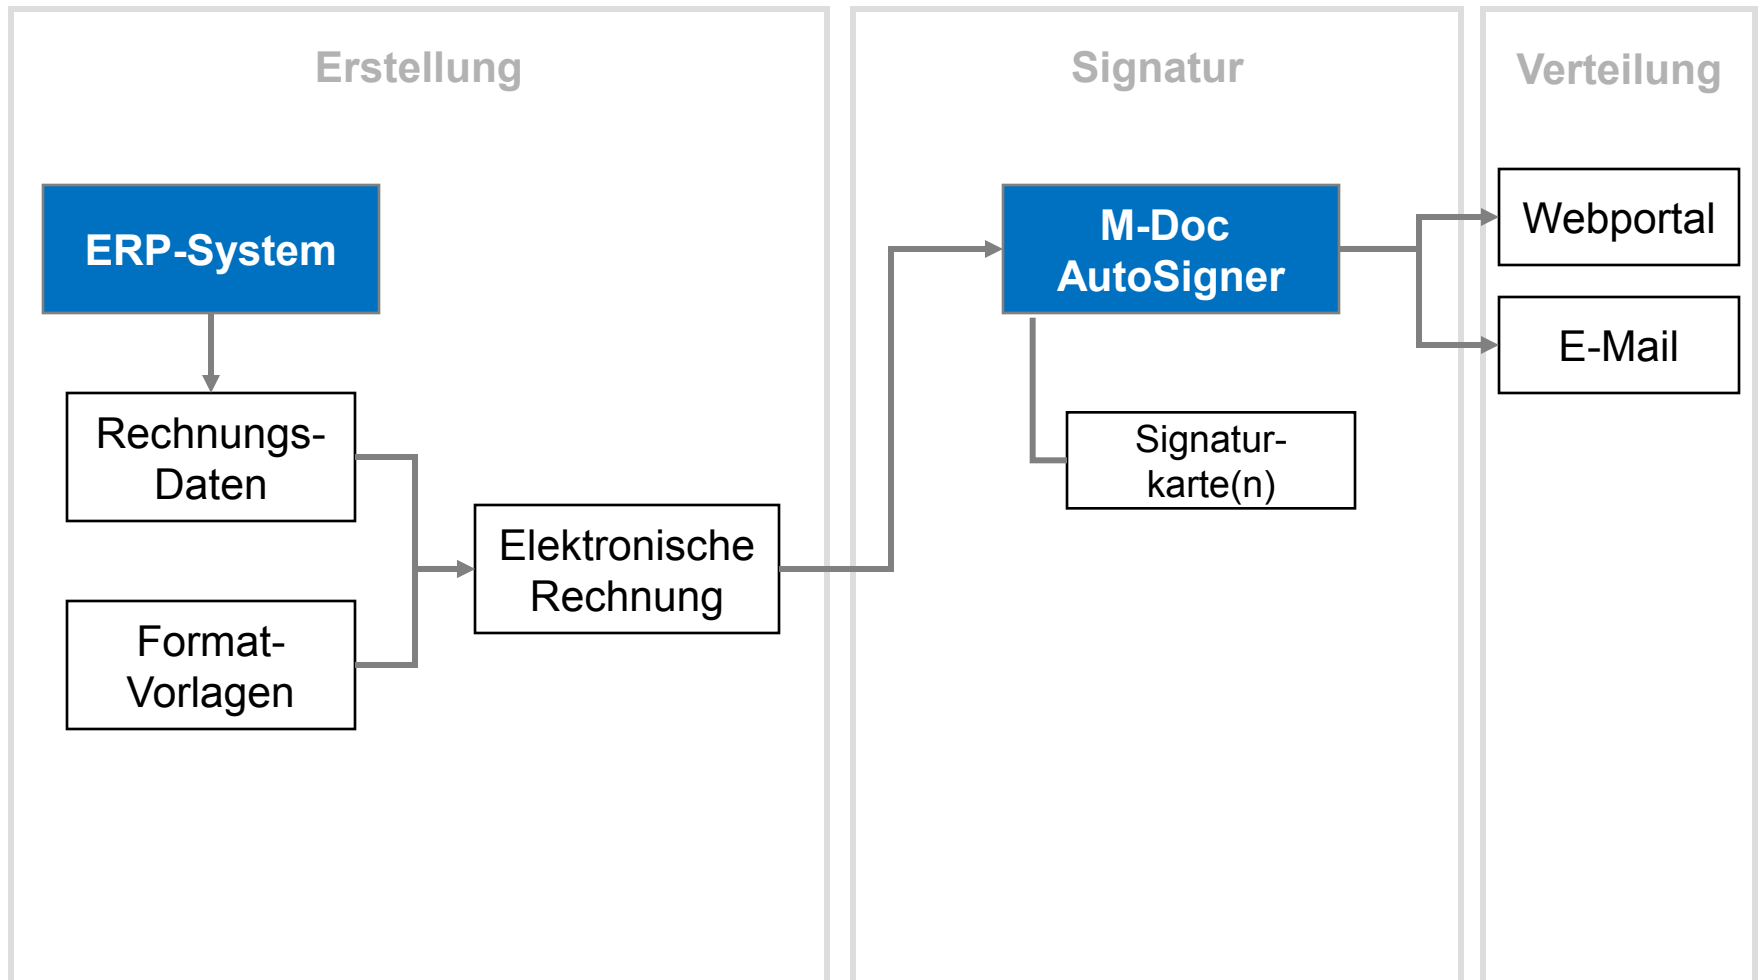 Erstellung
Signatur
Verteilung
ERP-System
Rechnungs-
Daten
Format-
Vorlagen
Elektronische
Rechnung
M-Doc
AutoSigner
Signatur-
karte(n)
Webportal
E-Mail